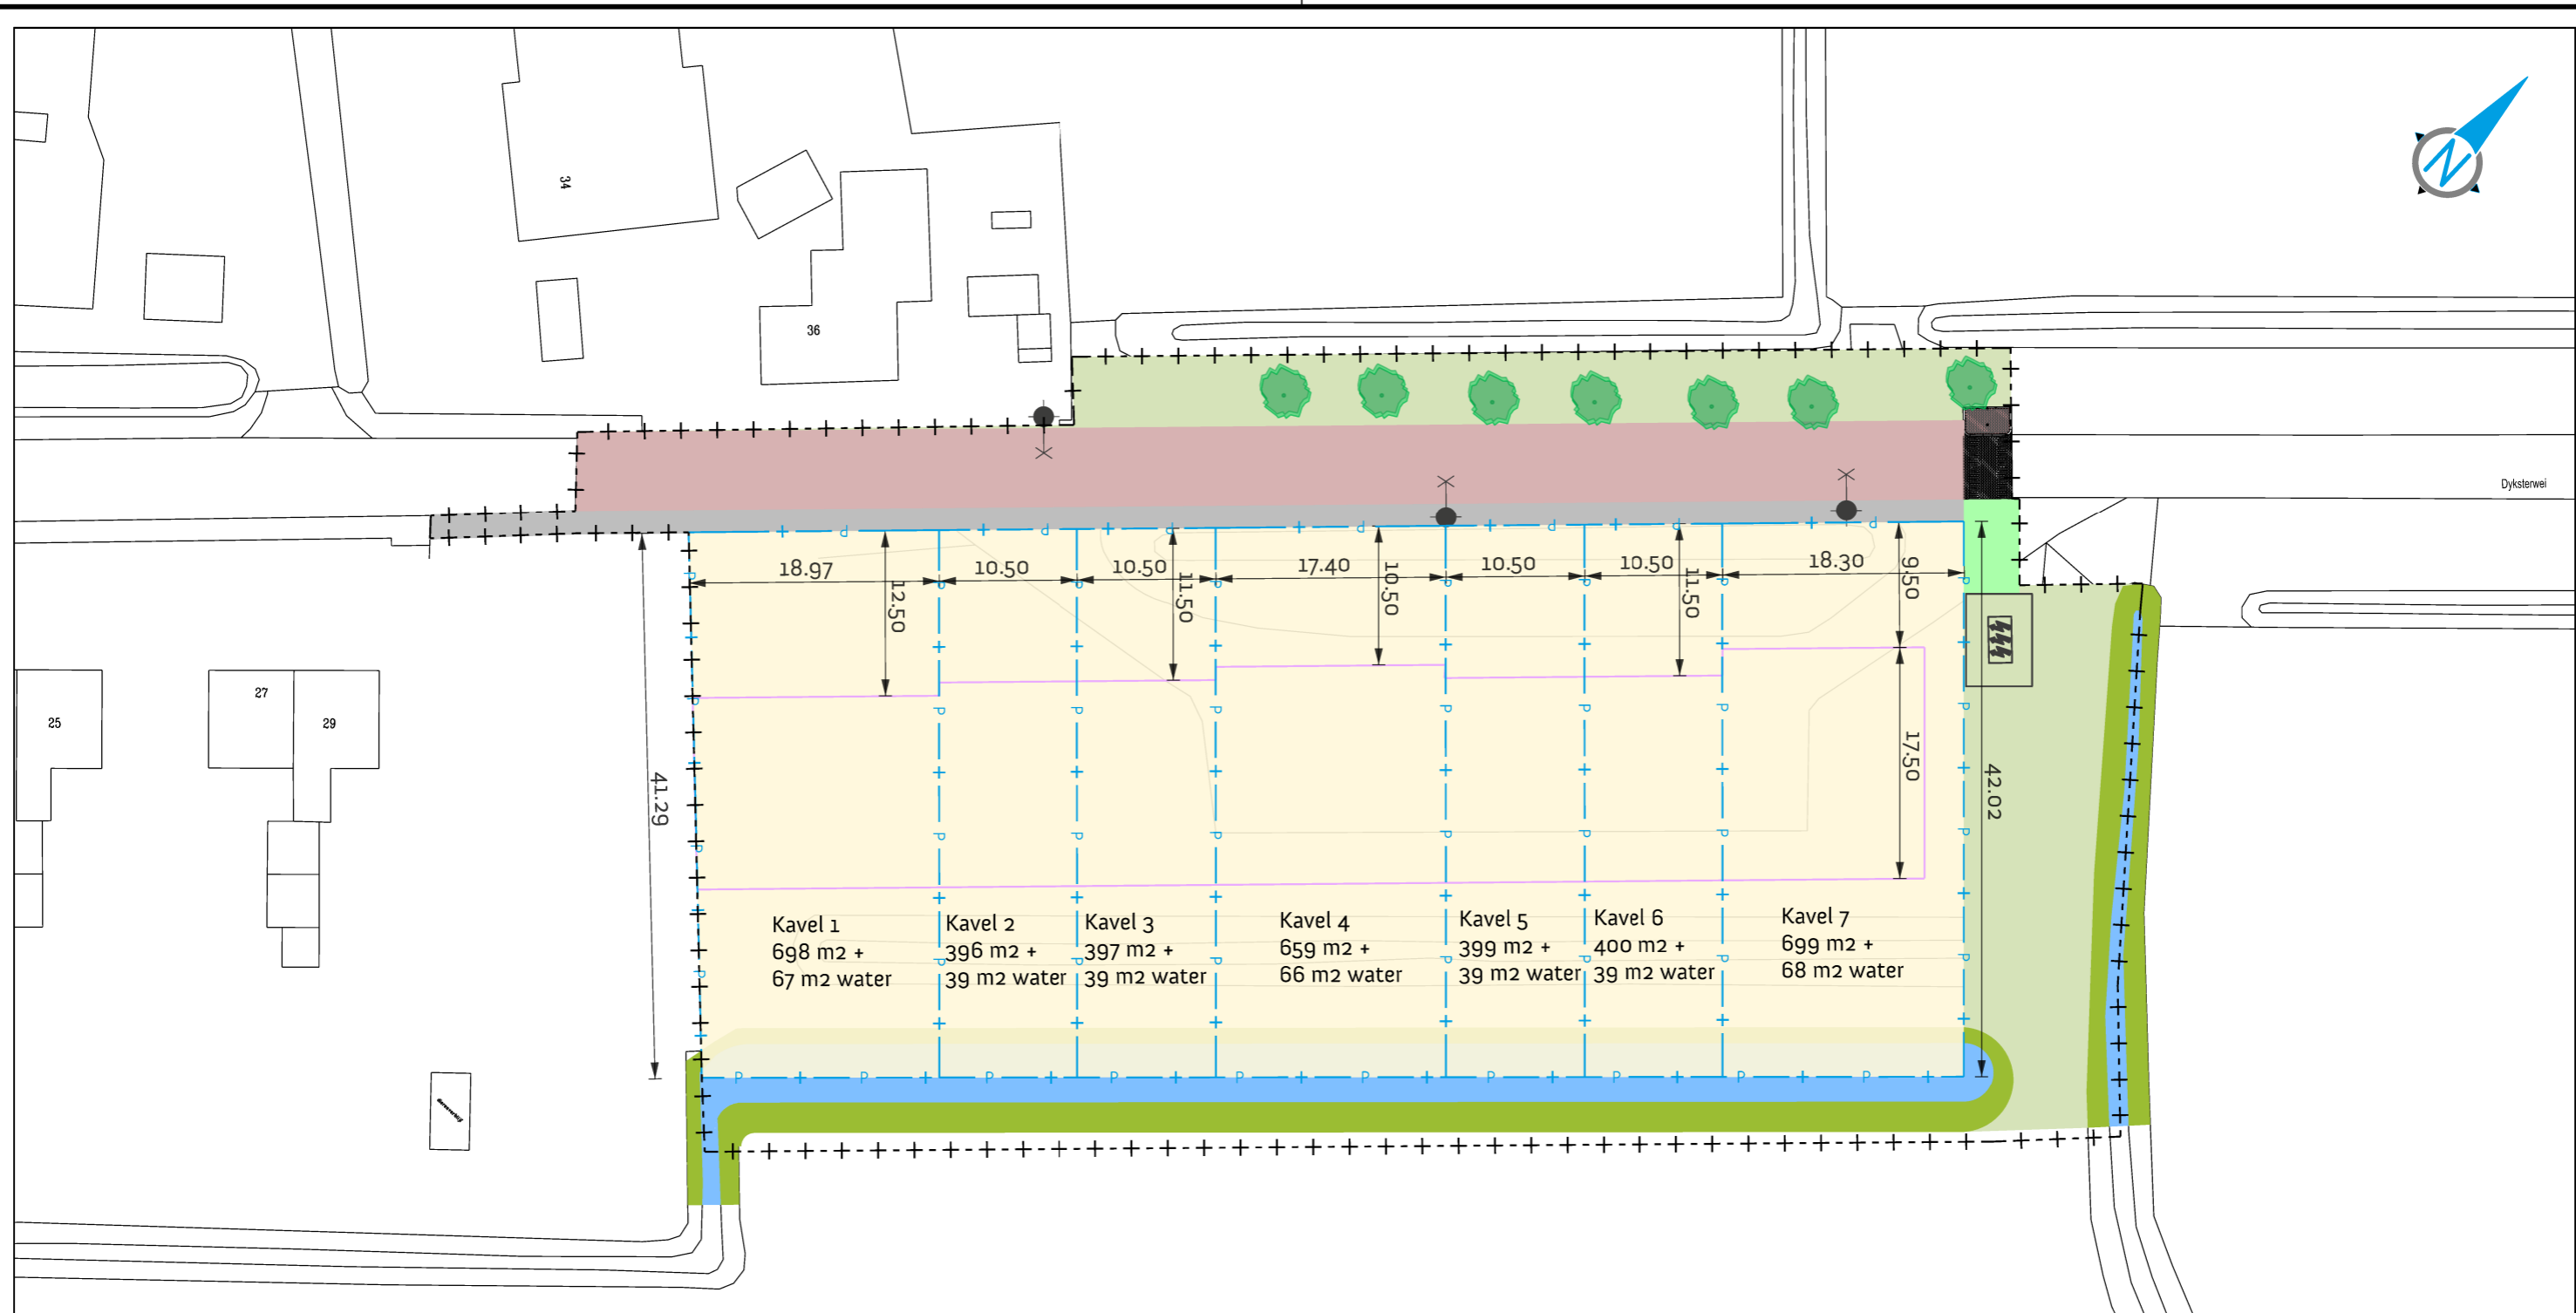 34
36
N
Dyksterwei
18.97
10.50
10.50
17.40
10.50
10.50
18.30
12.50
11.50
10.50
11.50
9.50
17.50
41.29
42.02
25
27
29
Kavel 1
698 m2 +
67 m2 water
Kavel 2
396 m2 +
39 m2 water
Kavel 3
397 m2 +
39 m2 water
Kavel 4
659 m2 +
66 m2 water
Kavel 5
399 m2 +
39 m2 water
Kavel 6
400 m2 +
39 m2 water
Kavel 7
699 m2 +
68 m2 water